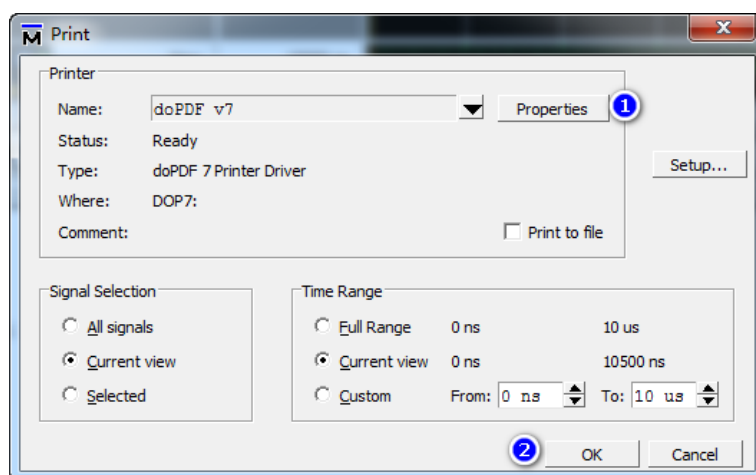 M Print
X
Printer
Name: doPDF v7 Properties 1
Status: Ready
Setup...
Type: doPDF 7 Printer Driver
Where: DOP7:
Comment: Print to file
Signal Selection Time Range
All signals Full Range 0 ns 10 us
Current view Current view 0 ns 10500 ns
Selected Custom From: 0 ns To: 10 us
2 OK Cancel